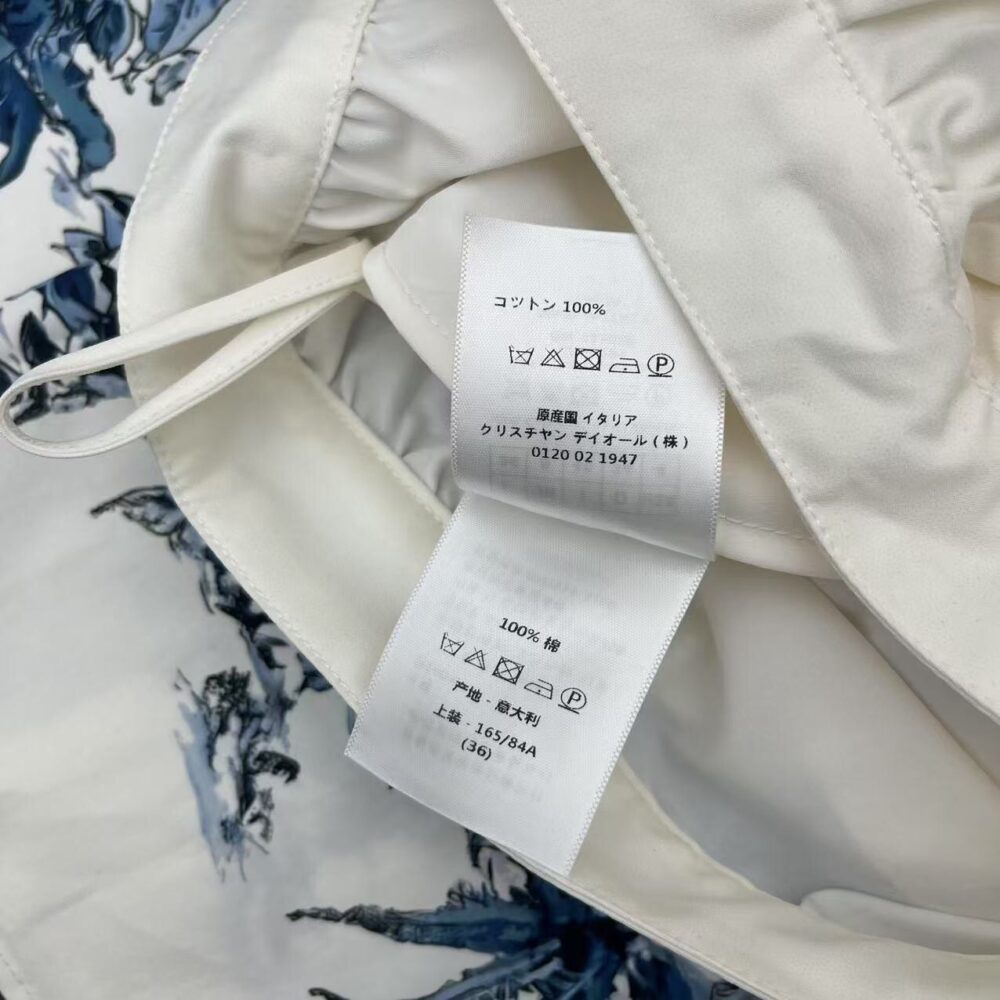 コットン 100%
P
原産国 イタリア
クリスチャン デイオール ( 株 )
0120 02 1947
100% 棉
P
产地 - 意大利
上装 - 165/84A
(36)